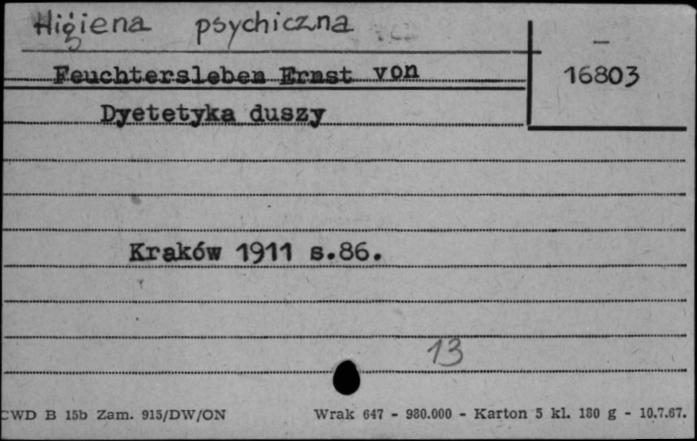 Higiena psychiczna
Feuchtersleben Ernst von
16803
Dyetetyka duszy
Kraków 1911 s.86.
13
CWD B 15b Zam. 915/DW/ON Wrak 647 - 980.000 - Karton 5 kl. 180 g - 10.7.67.